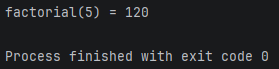 factorial(5) = 120
Process finished with exit code 0